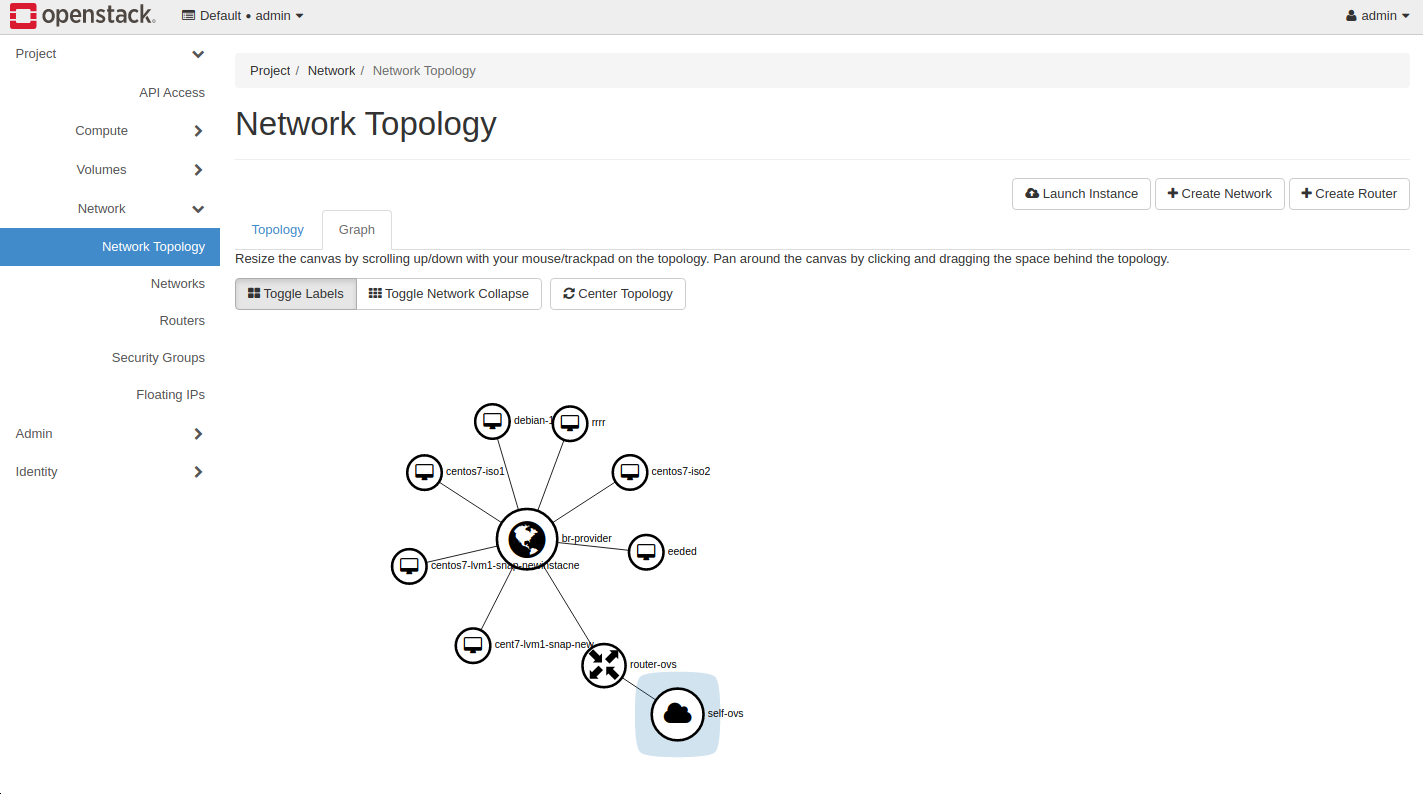 openstack.
Default • admin
admin
Project
API Access
Compute
Volumes
Network
Network Topology
Networks
Routers
Security Groups
Floating IPs
Admin
Identity
Project / Network / Network Topology
Network Topology
Launch Instance
Create Network
Create Router
Topology
Graph
Resize the canvas by scrolling up/down with your mouse/trackpad on the topology. Pan around the canvas by clicking and dragging the space behind the topology.
Toggle Labels
Toggle Network Collapse
Center Topology
debian-1
rrrr
centos7-iso1
centos7-iso2
br-provider
eeded
centos7-lvm1-snap-newinstacne
cent7-lvm1-snap-new
router-ovs
self-ovs